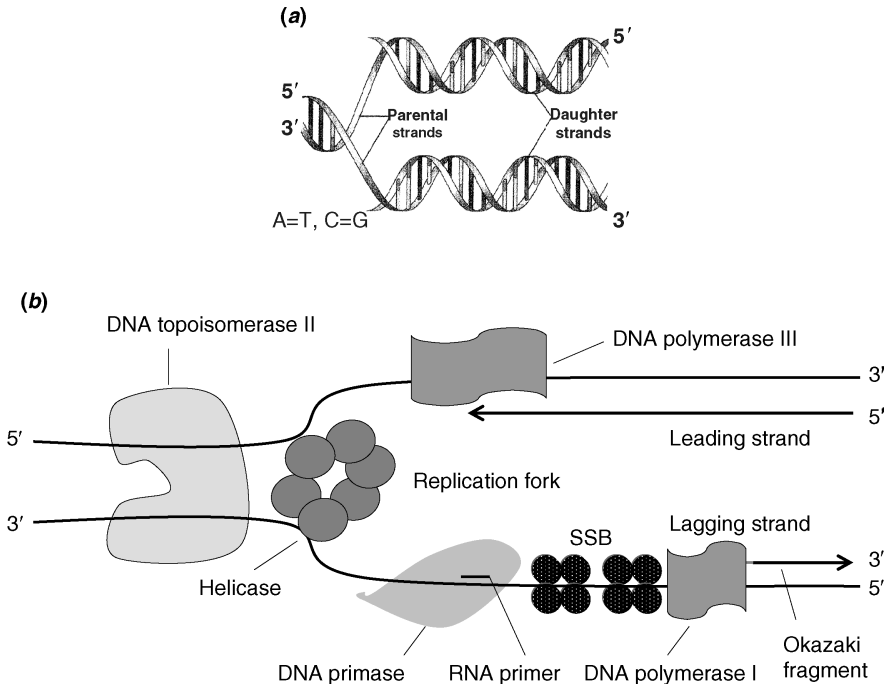 (a)
5′
5′
3′
Parental
strands
Daughter
strands
A=T, C=G
3′
(b)
DNA topoisomerase II
DNA polymerase III
3′
5′
5′
Leading strand
Replication fork
3′
Lagging strand
SSB
3′
5′
Helicase
Okazaki
fragment
DNA primase
RNA primer
DNA polymerase I